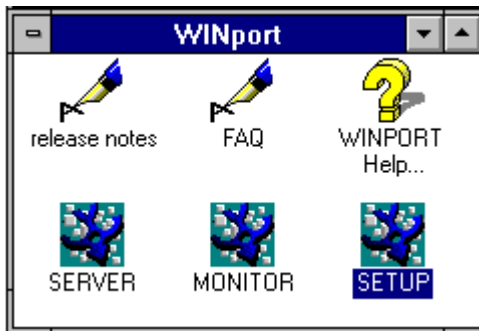 WINport
release notes
FAQ
WINPORT
Help...
SERVER
MONITOR
SETUP